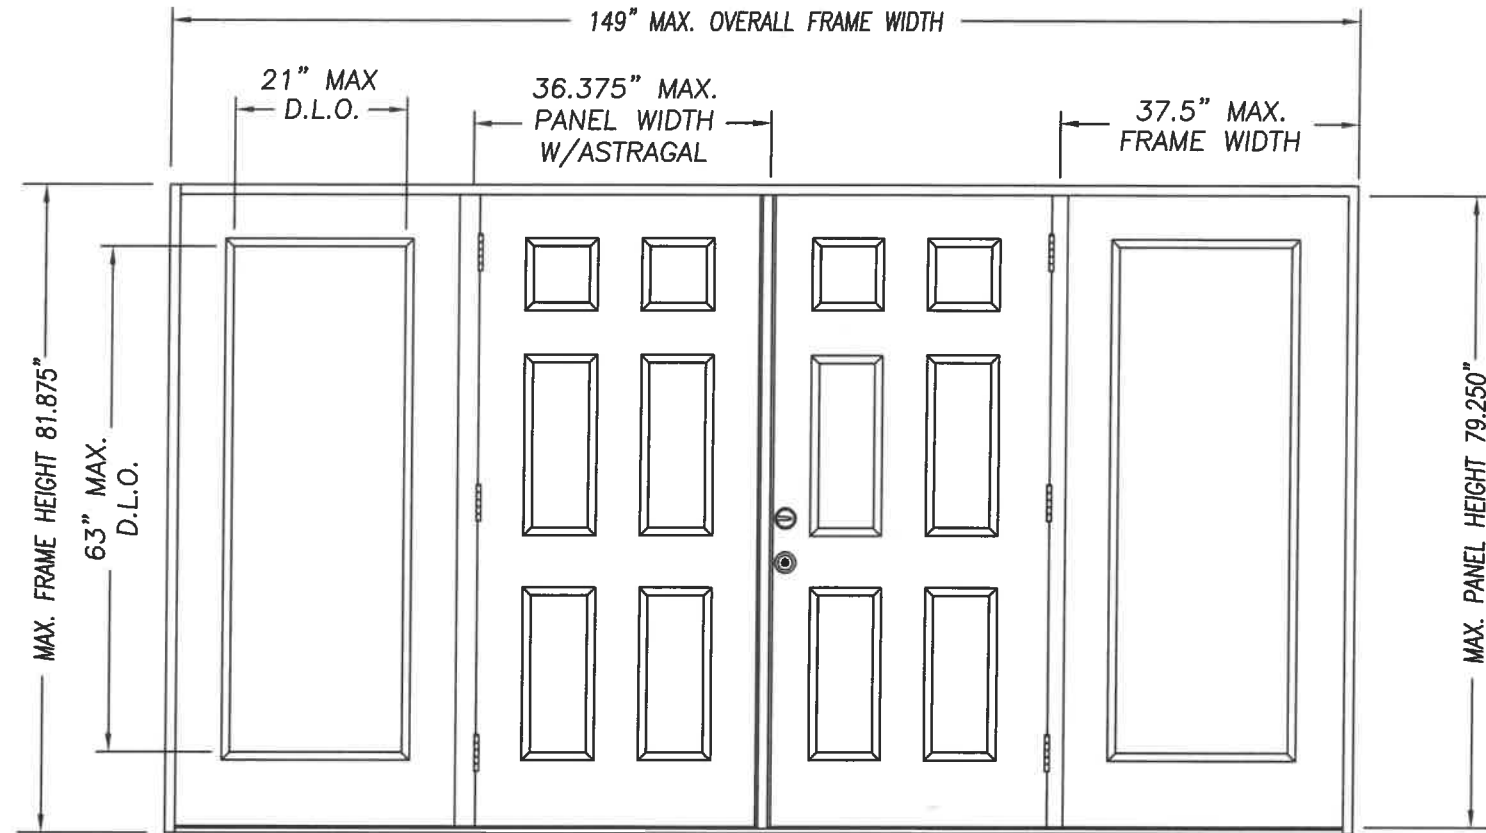 149" MAX. OVERALL FRAME WIDTH
21" MAX
D.L.O.
36.375" MAX.
PANEL WIDTH
W/ASTRAGAL
37.5" MAX.
FRAME WIDTH
MAX. FRAME HEIGHT 81.875"
63" MAX.
D.L.O.
MAX. PANEL HEIGHT 79.250"